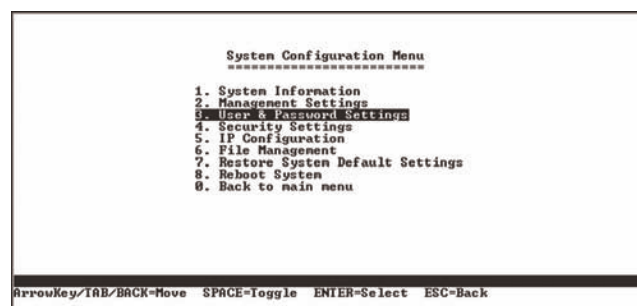 System Configuration Menu
==========================
1. System Information
2. Management Settings
3. User & Password Settings
4. Security Settings
5. IP Configuration
6. File Management
7. Restore System Default Settings
8. Reboot System
0. Back to main menu
ArrowKey/TAB/BACK=Move SPACE=Toggle ENTER=Select ESC=Back